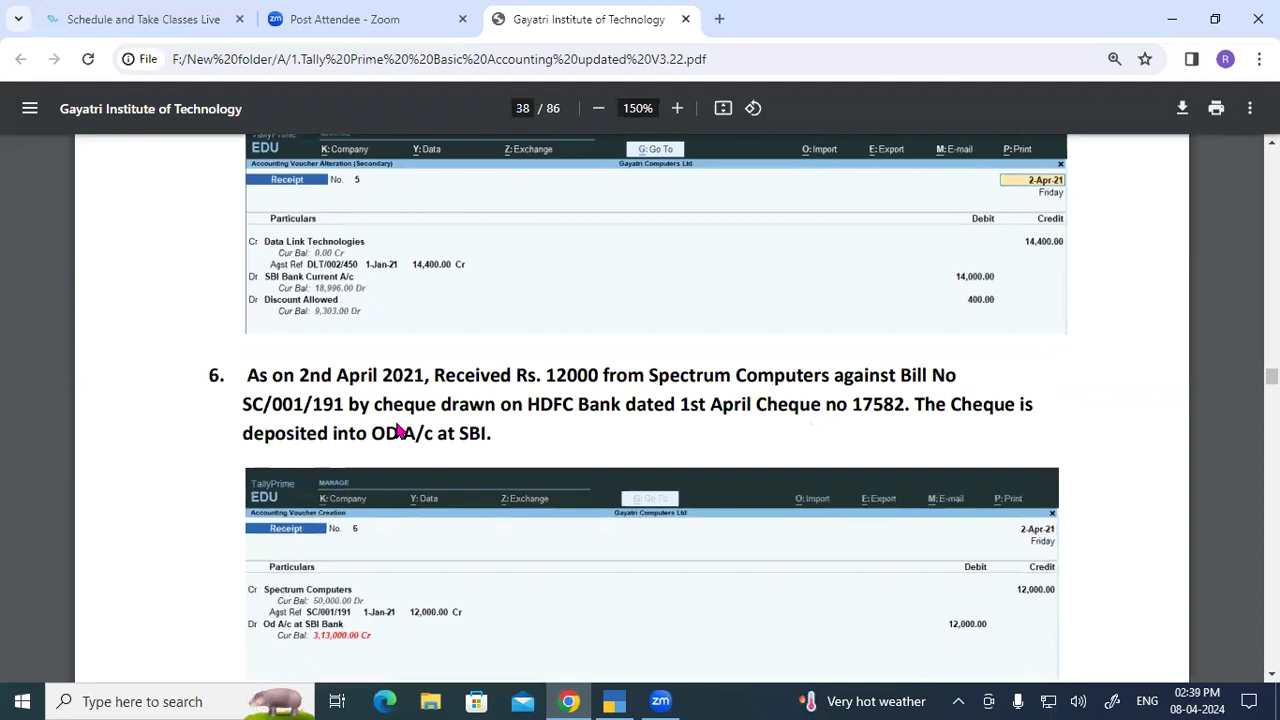 Schedule and Take Classes Live
Post Attendee - Zoom
Gayatri Institute of Technology
File
F:/New%20folder/A/1.Tally%20Prime%20%20Basic%20Accounting%20updated%20V3.22.pdf
R
Gayatri Institute of Technology
38 / 86
150%
TallyPrime
MANAGE
EDU
K: Company
Y: Data
Z: Exchange
G: Go To
O: Import
E: Export
M: E-mail
P: Print
Accounting Voucher Alteration (Secondary)
Gayatri Computers Ltd
Receipt No. 5
2-Apr-21
Friday
Particulars
Debit
Credit
Cr Data Link Technologies
14,400.00
Cur Bal: 0.00 Cr
Agst Ref DLT/002/450 1-Jan-21 14,400.00 Cr
Dr SBI Bank Current A/c
14,000.00
Cur Bal: 18,996.00 Dr
Dr Discount Allowed
400.00
Cur Bal: 9,303.00 Dr
6. As on 2nd April 2021, Received Rs. 12000 from Spectrum Computers against Bill No
SC/001/191 by cheque drawn on HDFC Bank dated 1st April Cheque no 17582. The Cheque is
deposited into OD A/c at SBI.
TallyPrime
MANAGE
EDU
K: Company
Y: Data
Z: Exchange
G: Go To
O: Import
E: Export
M: E-mail
P: Print
Accounting Voucher Creation
Gayatri Computers Ltd
Receipt No. 6
2-Apr-21
Friday
Particulars
Debit
Credit
Cr Spectrum Computers
12,000.00
Cur Bal: 50,000.00 Dr
Agst Ref SC/001/191 1-Jan-21 12,000.00 Cr
Dr Od A/c at SBI Bank
12,000.00
Cur Bal: 3,13,000.00 Cr
Type here to search
zm
Very hot weather
ENG
02:39 PM
08-04-2024